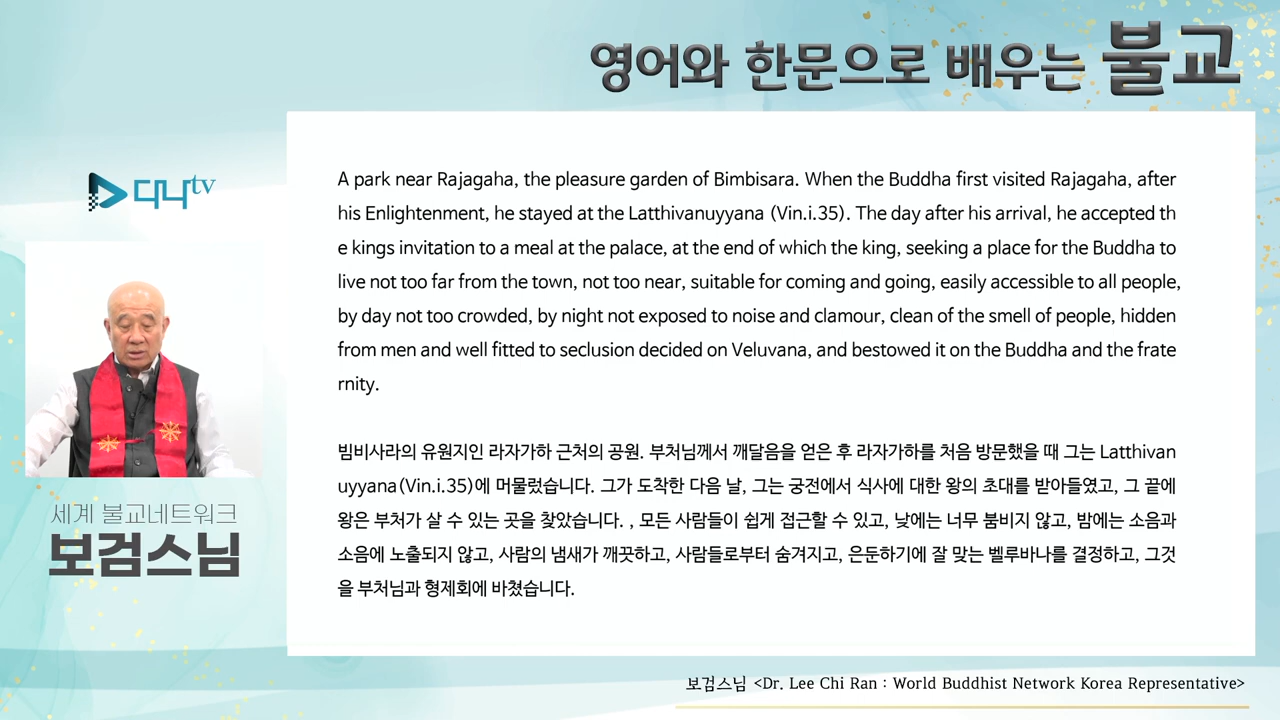 영어와 한문으로 배우는 불교
디나tv
A park near Rajagaha, the pleasure garden of Bimbisara. When the Buddha first visited Rajagaha, after
his Enlightenment, he stayed at the Latthivanuyyana (Vin.i.35). The day after his arrival, he accepted th
e kings invitation to a meal at the palace, at the end of which the king, seeking a place for the Buddha to
live not too far from the town, not too near, suitable for coming and going, easily accessible to all people,
by day not too crowded, by night not exposed to noise and clamour, clean of the smell of people, hidden
from men and well fitted to seclusion decided on Veluvana, and bestowed it on the Buddha and the frate
rnity.
빔비사라의 유원지인 라자가하 근처의 공원. 부처님께서 깨달음을 얻은 후 라자가하를 처음 방문했을 때 그는 Latthivan
uyyana(Vin.i.35)에 머물렀습니다. 그가 도착한 다음 날, 그는 궁전에서 식사에 대한 왕의 초대를 받아들였고, 그 끝에
왕은 부처가 살 수 있는 곳을 찾았습니다. , 모든 사람들이 쉽게 접근할 수 있고, 낮에는 너무 붐비지 않고, 밤에는 소음과
소음에 노출되지 않고, 사람의 냄새가 깨끗하고, 사람들로부터 숨겨지고, 은둔하기에 잘 맞는 벨루바나를 결정하고, 그것
을 부처님과 형제회에 바쳤습니다.
세계 불교네트워크
보검스님
보검스님 <Dr. Lee Chi Ran : World Buddhist Network Korea Representative>